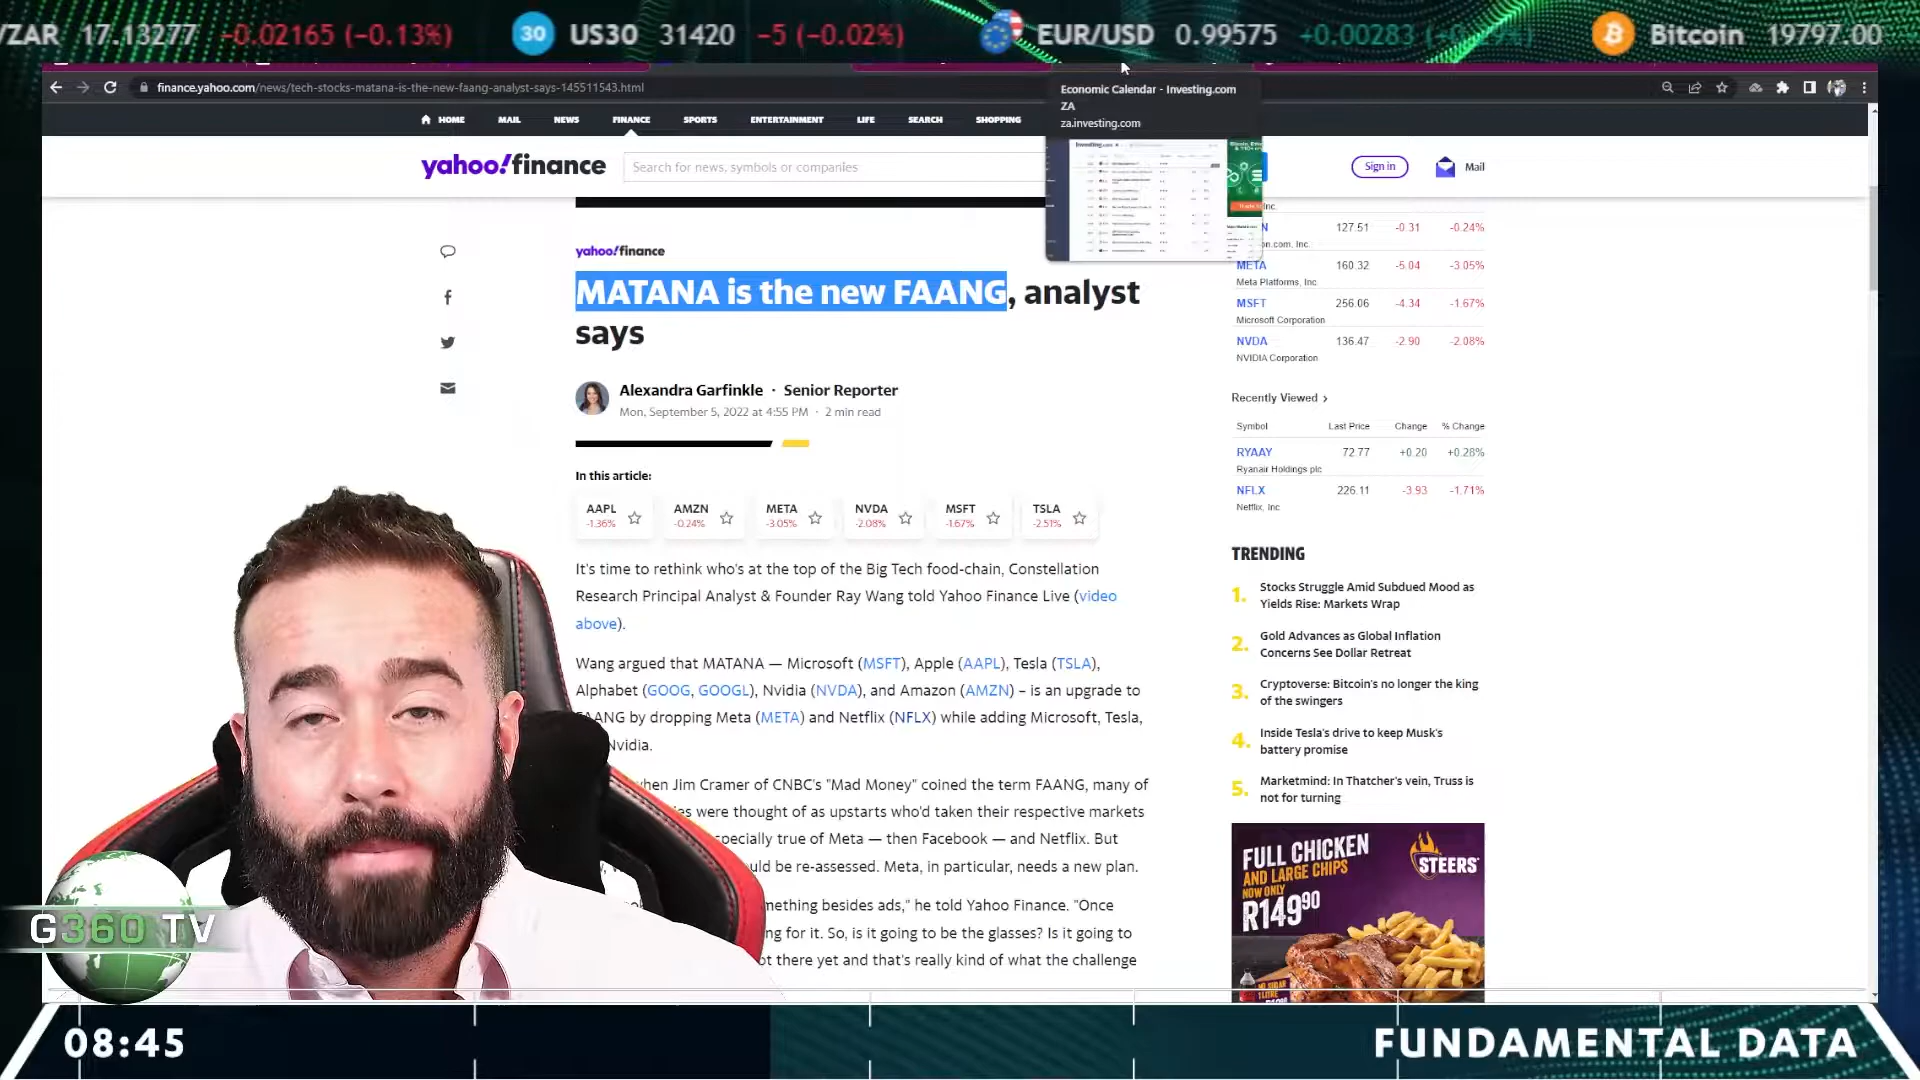 /ZAR 17.13277 -0.02165 (-0.13%) 30 US30 31420 -5 (-0.02%) EUR/USD 0.99575 +0.00283 Bitcoin 19797.00
finance.yahoo.com/news/tech-stocks-matana-is-the-new-faang-analyst-says-145511543.html
Economic Calendar - Investing.com
ZA
za.investing.com
HOME MAIL NEWS FINANCE SPORTS ENTERTAINMENT LIFE SEARCH SHOPPING
yahoo!finance
Search for news, symbols or companies
Sign in
Mail
yahoo!finance
MATANA is the new FAANG, analyst
says
Alexandra Garfinkle · Senior Reporter
Mon, September 5, 2022 at 4:55 PM · 2 min read
In this article:
AAPL
-1.36%
AMZN
-0.24%
META
-3.05%
NVDA
-2.08%
MSFT
-1.67%
TSLA
-2.51%
It's time to rethink who's at the top of the Big Tech food-chain, Constellation
Research Principal Analyst & Founder Ray Wang told Yahoo Finance Live (video
above).
Wang argued that MATANA — Microsoft (MSFT), Apple (AAPL), Tesla (TSLA),
Alphabet (GOOG, GOOGL), Nvidia (NVDA), and Amazon (AMZN) – is an upgrade to
FAANG by dropping Meta (META) and Netflix (NFLX) while adding Microsoft, Tesla,
Nvidia.
when Jim Cramer of CNBC's "Mad Money" coined the term FAANG, many of
were thought of as upstarts who'd taken their respective markets
specially true of Meta — then Facebook — and Netflix. But
be re-assessed. Meta, in particular, needs a new plan.
ads," he told Yahoo Finance. "Once
for it. So, is it going to be the glasses? Is it going to
there yet and that's really kind of what the challenge
Inc.
N 127.51 -0.31 -0.24%
on.com, Inc.
META 160.32 -5.04 -3.05%
Meta Platforms, Inc
MSFT 256.06 -4.34 -1.67%
Microsoft Corporation
NVDA 136.47 -2.90 -2.08%
NVIDIA Corporation
Recently Viewed >
Symbol Last Price Change % Change
RYAAY 72.77 +0.20 +0.28%
Ryanair Holdings plc
NFLX 226.11 -3.93 -1.71%
Netflix, Inc
TRENDING
1. Stocks Struggle Amid Subdued Mood as
Yields Rise: Markets Wrap
2. Gold Advances as Global Inflation
Concerns See Dollar Retreat
3. Cryptoverse: Bitcoin's no longer the king
of the swingers
4. Inside Tesla's drive to keep Musk's
battery promise
5. Marketmind: In Thatcher's vein, Truss is
not for turning
FULL CHICKEN
AND LARGE CHIPS
NOW ONLY
R149.90
STEERS
G360 TV
08:45
FUNDAMENTAL DATA